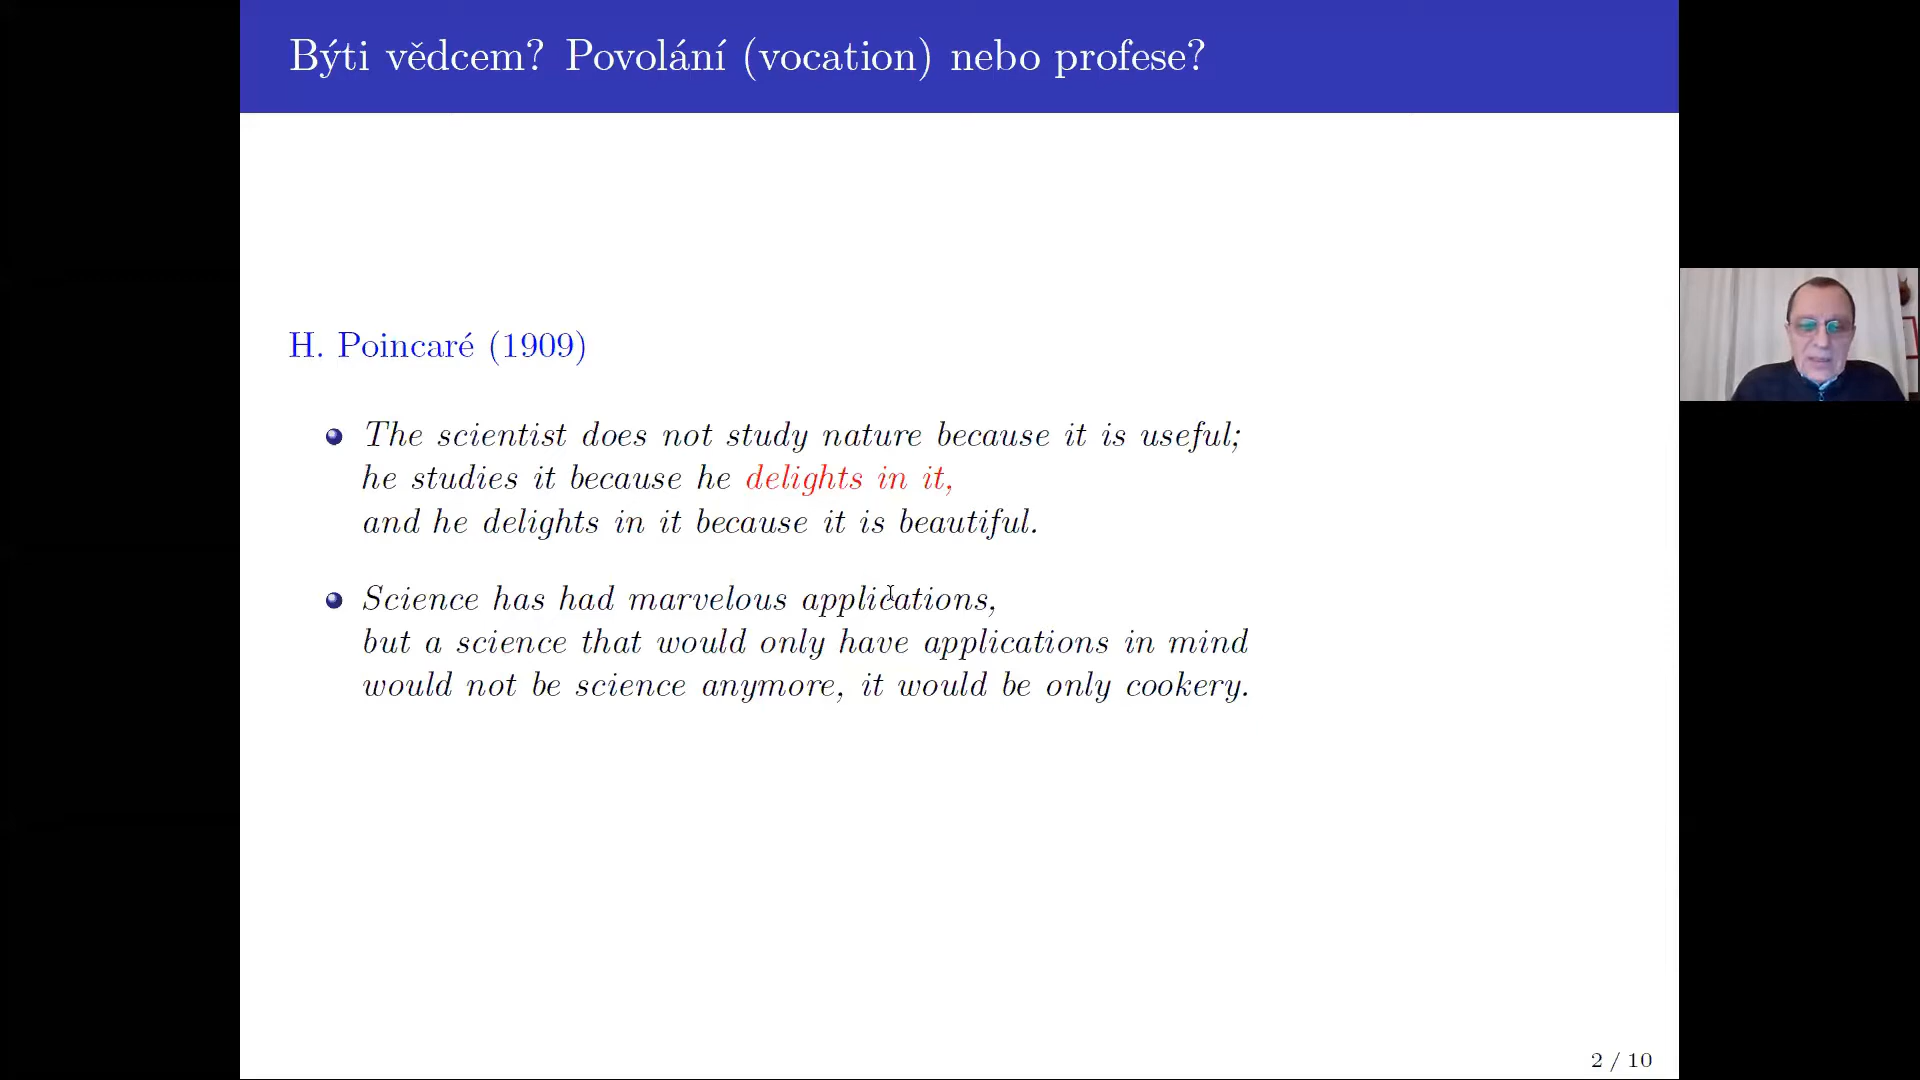 Býti vědcem? Povolání (vocation) nebo profese?
H. Poincaré (1909)
The scientist does not study nature because it is useful;
he studies it because he delights in it,
and he delights in it because it is beautiful.
Science has had marvelous applications,
but a science that would only have applications in mind
would not be science anymore, it would be only cookery.
2 / 10